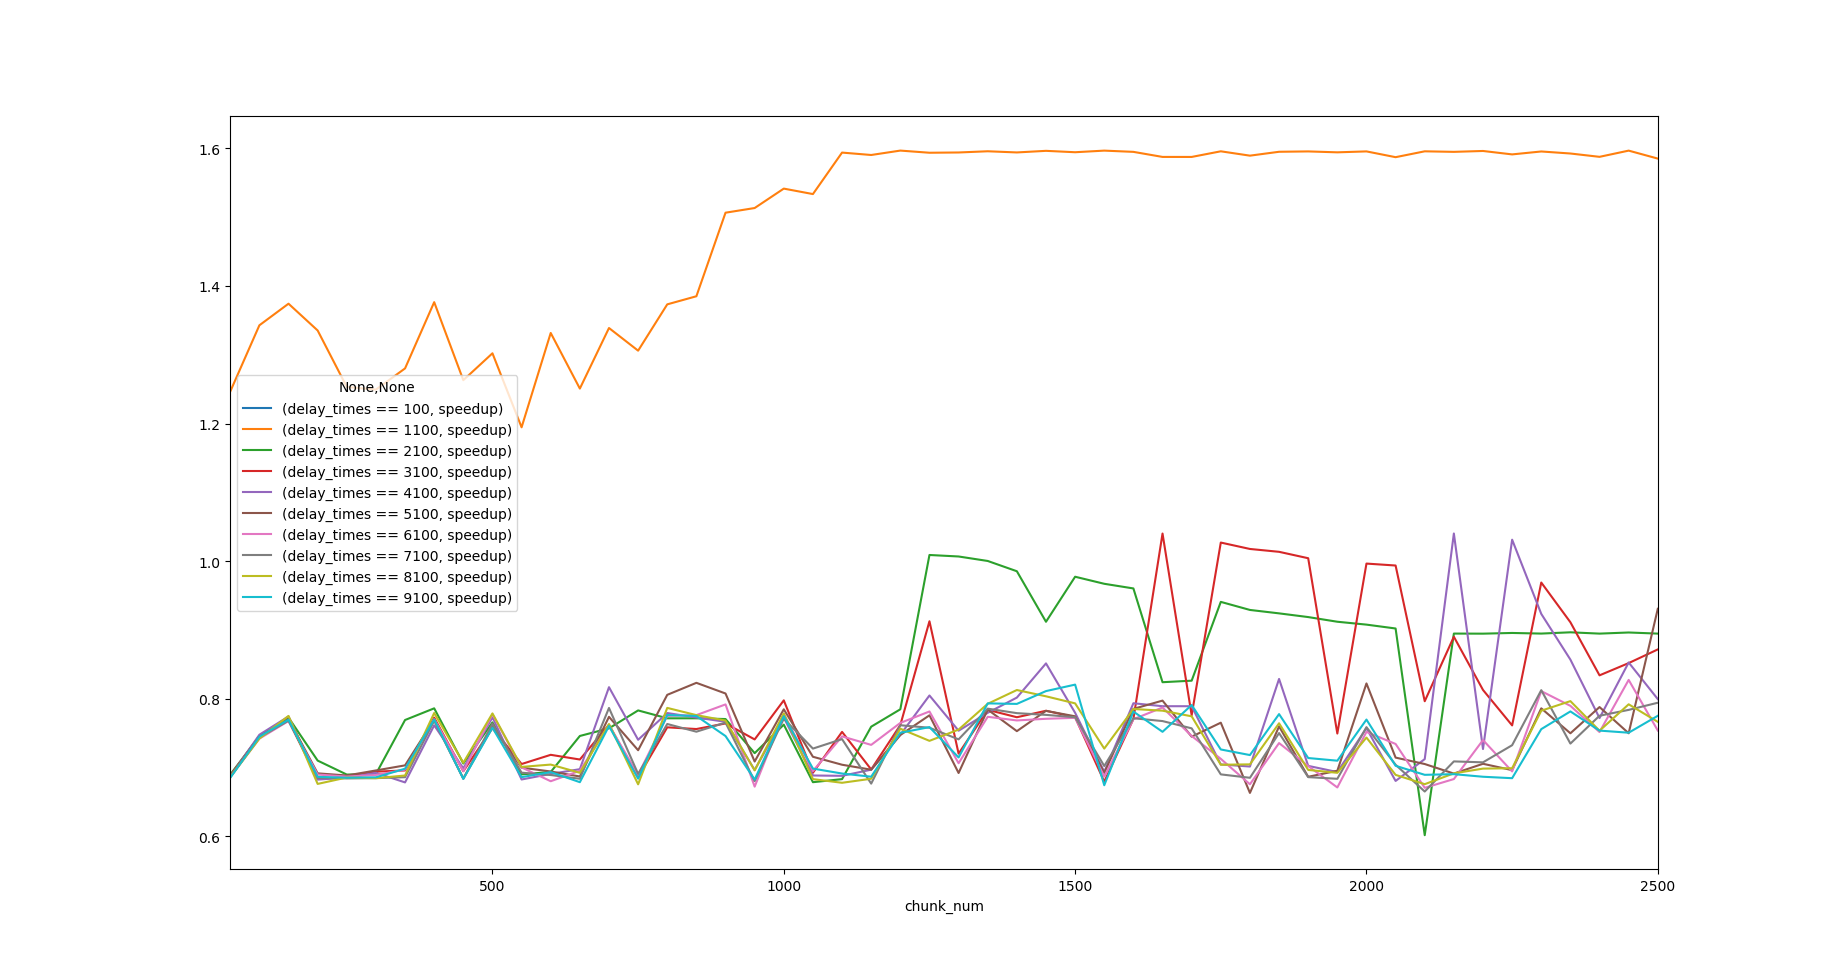 1.6
1.4
1.2
1.0
0.8
0.6
None,None
(delay_times == 100, speedup)
(delay_times == 1100, speedup)
(delay_times == 2100, speedup)
(delay_times == 3100, speedup)
(delay_times == 4100, speedup)
(delay_times == 5100, speedup)
(delay_times == 6100, speedup)
(delay_times == 7100, speedup)
(delay_times == 8100, speedup)
(delay_times == 9100, speedup)
500 1000 1500 2000 2500
chunk_num